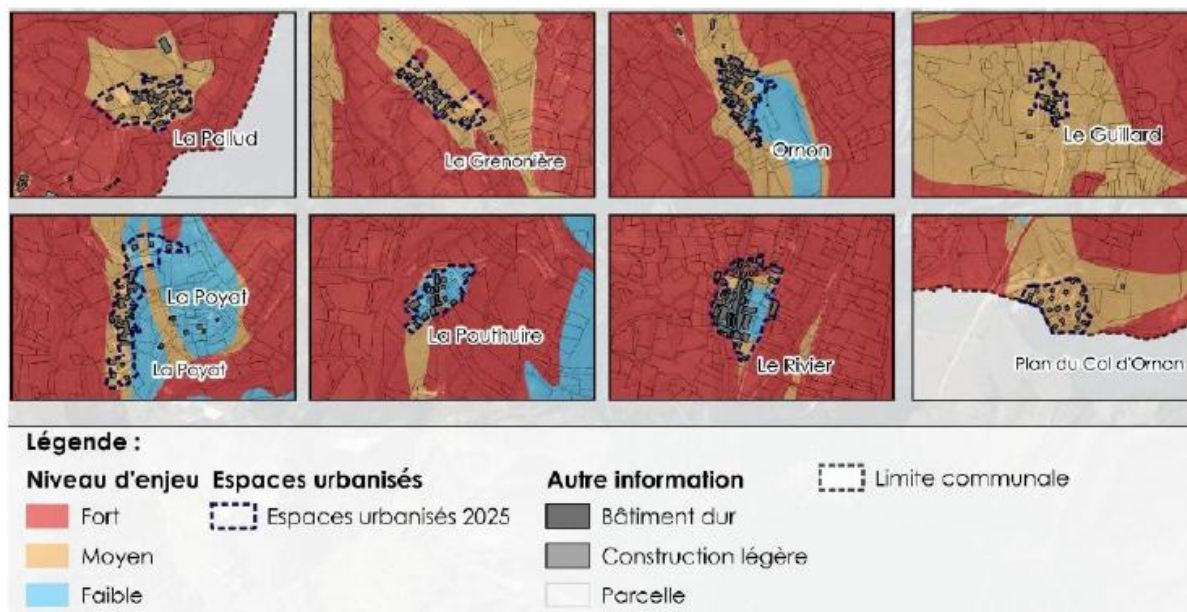 La Pallud
La Grenonière
Ornon
Le Guillard
La Poyat
La Poyat
La Pouthuire
Le Rivier
Plan du Col d'Ornan
Légende :
Niveau d'enjeu
Fort
Moyen
Faible
Espaces urbanisés
Espaces urbanisés 2025
Autre information
Bâtiment dur
Construction légère
Parcelle
Limite communale